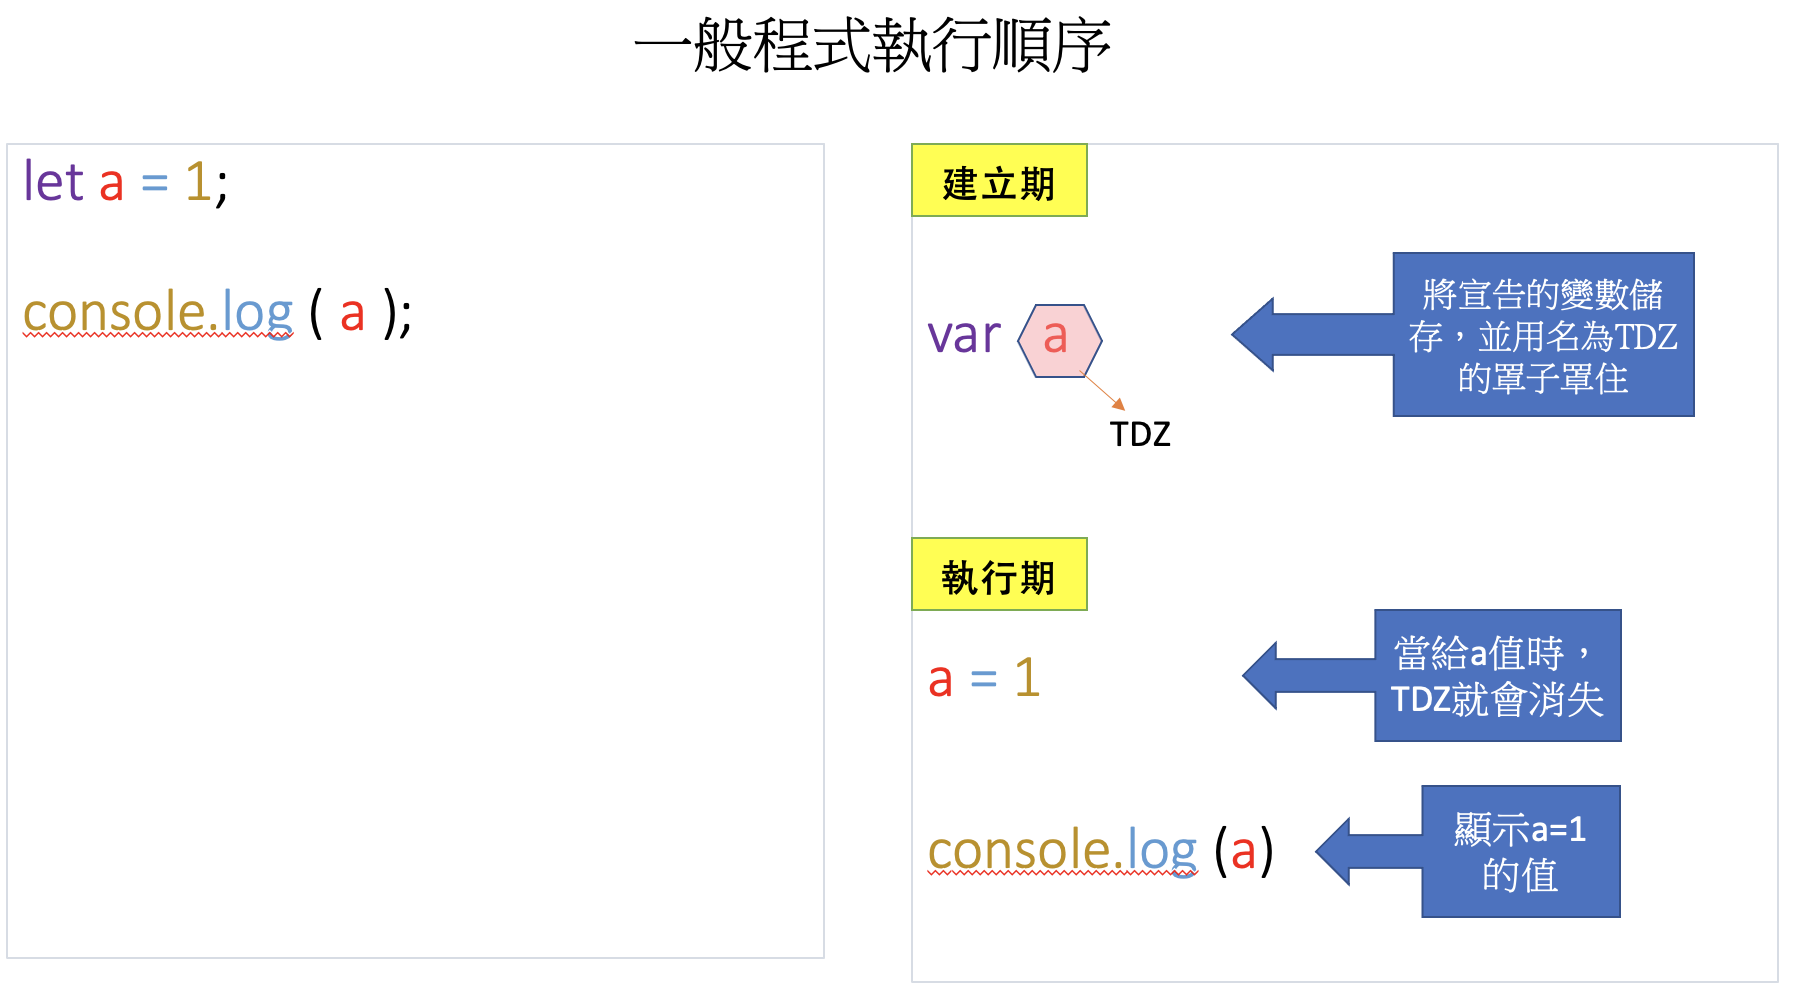 一般程式執行順序
let a = 1;
console.log ( a );
建立期
var a
TDZ
將宣告的變數儲
存，並用名為TDZ
的罩子罩住
執行期
a = 1
當給a值時，
TDZ就會消失
console.log (a)
顯示a=1
的值